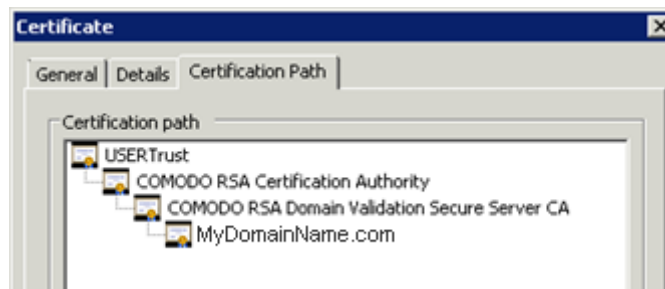 Certificate
General Details Certification Path
Certification path
USERTrust
COMODO RSA Certification Authority
COMODO RSA Domain Validation Secure Server CA
MyDomainName.com